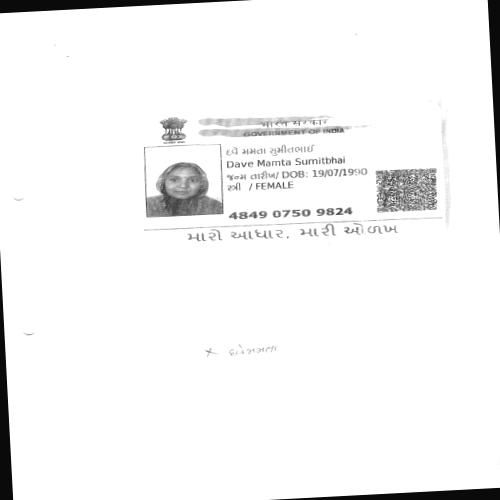 ભારત સરકાર
GOVERNMENT OF INDIA
દવે મમતા સુમીતભાઈ
Dave Mamta Sumitbhai
જન્મ તારીખ/ DOB: 19/07/1990
સ્ત્રી / FEMALE
4849 0750 9824
મારો આધાર, મારી ઓળખ